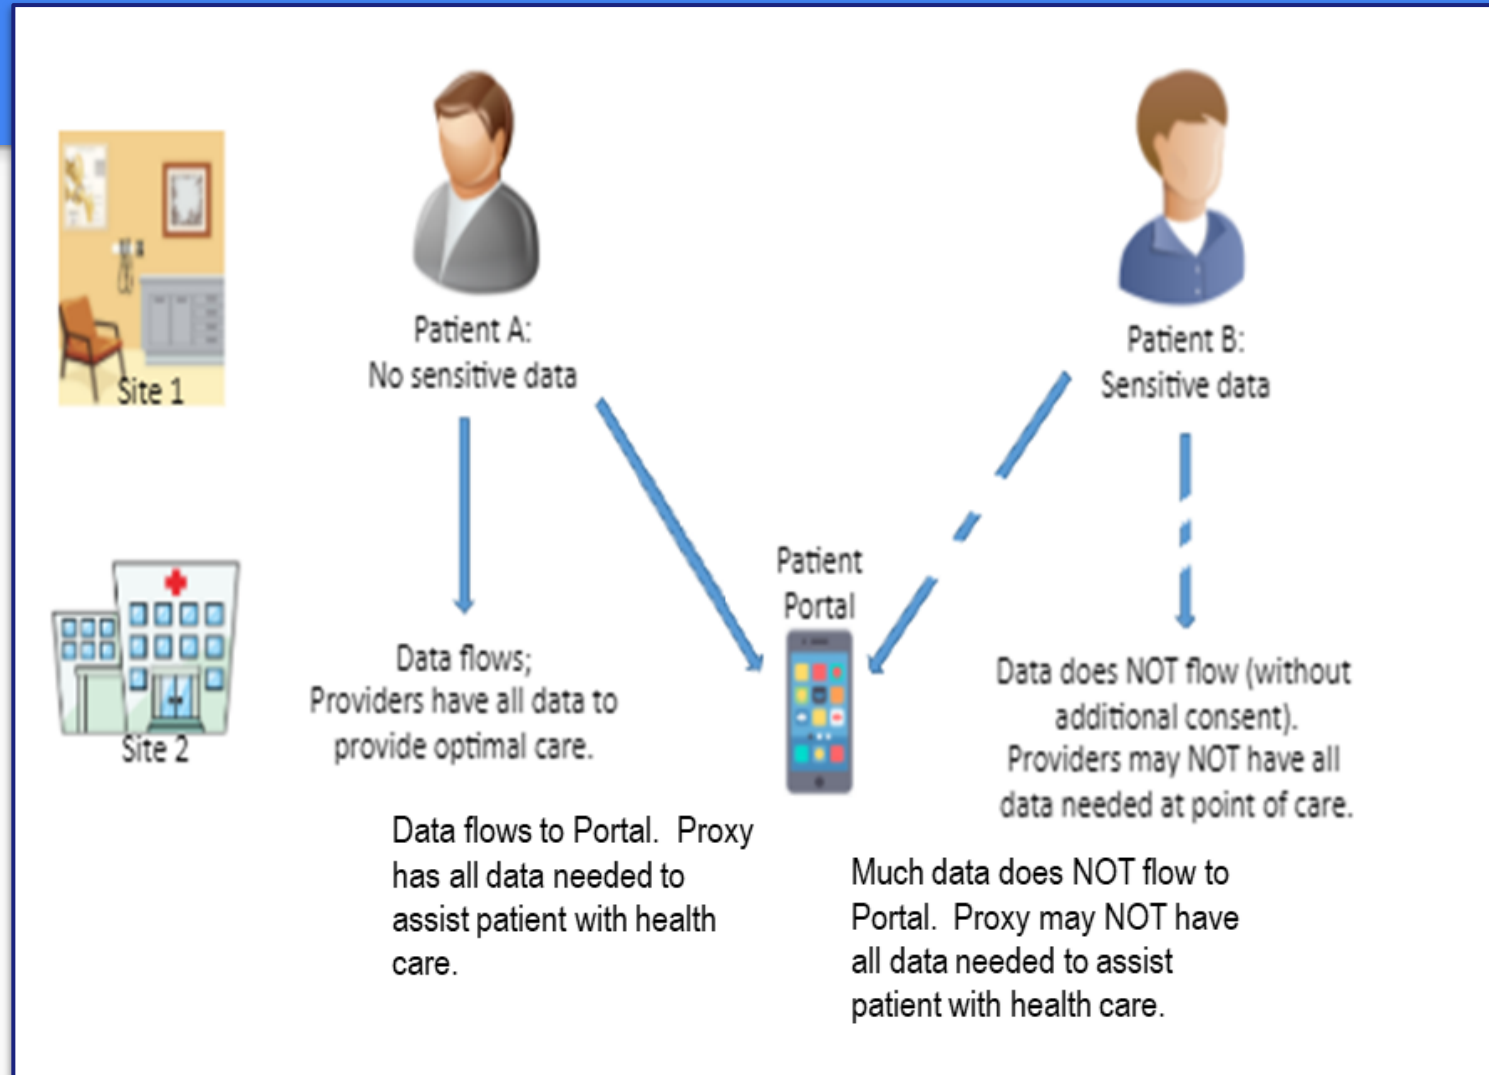 Site 1
Patient A:
No sensitive data
Patient B:
Sensitive data
Patient
Portal
Site 2
Data flows;
Providers have all data to
provide optimal care.
Data does NOT flow (without
additional consent).
Providers may NOT have all
data needed at point of care.
Data flows to Portal.  Proxy
has all data needed to
assist patient with health
care.
Much data does NOT flow to
Portal.  Proxy may NOT have
all data needed to assist
patient with health care.